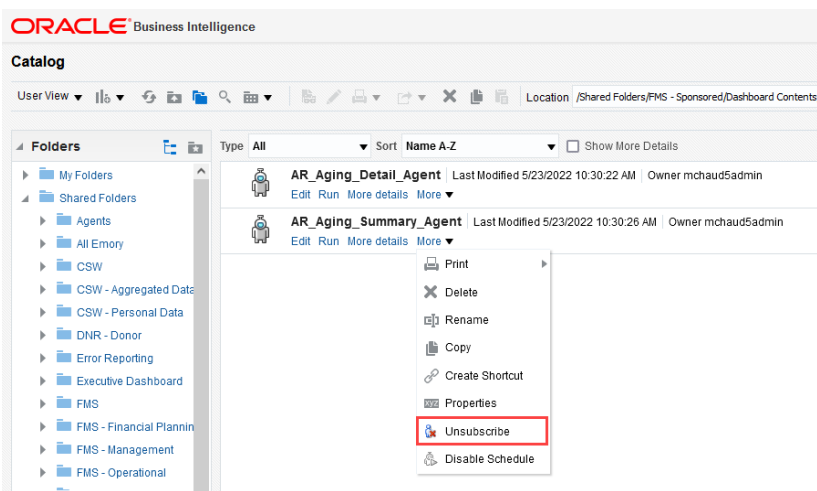 ORACLE Business Intelligence
Catalog
User View Location /Shared Folders/FMS - Sponsored/Dashboard Contents
Folders
My Folders
Shared Folders
Agents
All Emory
CSW
CSW - Aggregated Data
CSW - Personal Data
DNR - Donor
Error Reporting
Executive Dashboard
FMS
FMS - Financial Plannin
FMS - Management
FMS - Operational
Type All Sort Name A-Z Show More Details
AR_Aging_Detail_Agent Last Modified 5/23/2022 10:30:22 AM Owner mchaud5admin
Edit Run More details More
AR_Aging_Summary_Agent Last Modified 5/23/2022 10:30:26 AM Owner mchaud5admin
Edit Run More details More
Print
Delete
Rename
Copy
Create Shortcut
xyz Properties
Unsubscribe
Disable Schedule